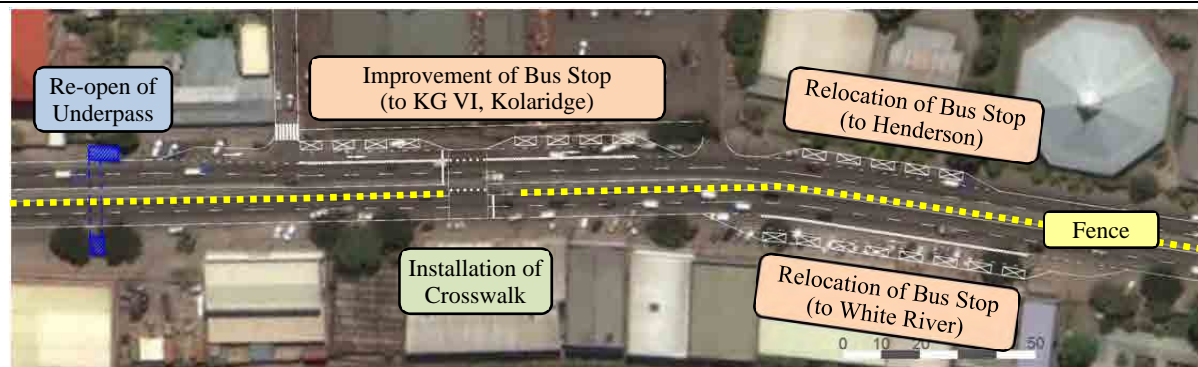 Re-open of
Underpass
Improvement of Bus Stop
(to KG VI, Kolaridge)
Relocation of Bus Stop
(to Henderson)
Fence
Installation of
Crosswalk
Relocation of Bus Stop
(to White River)
0 10 20 50